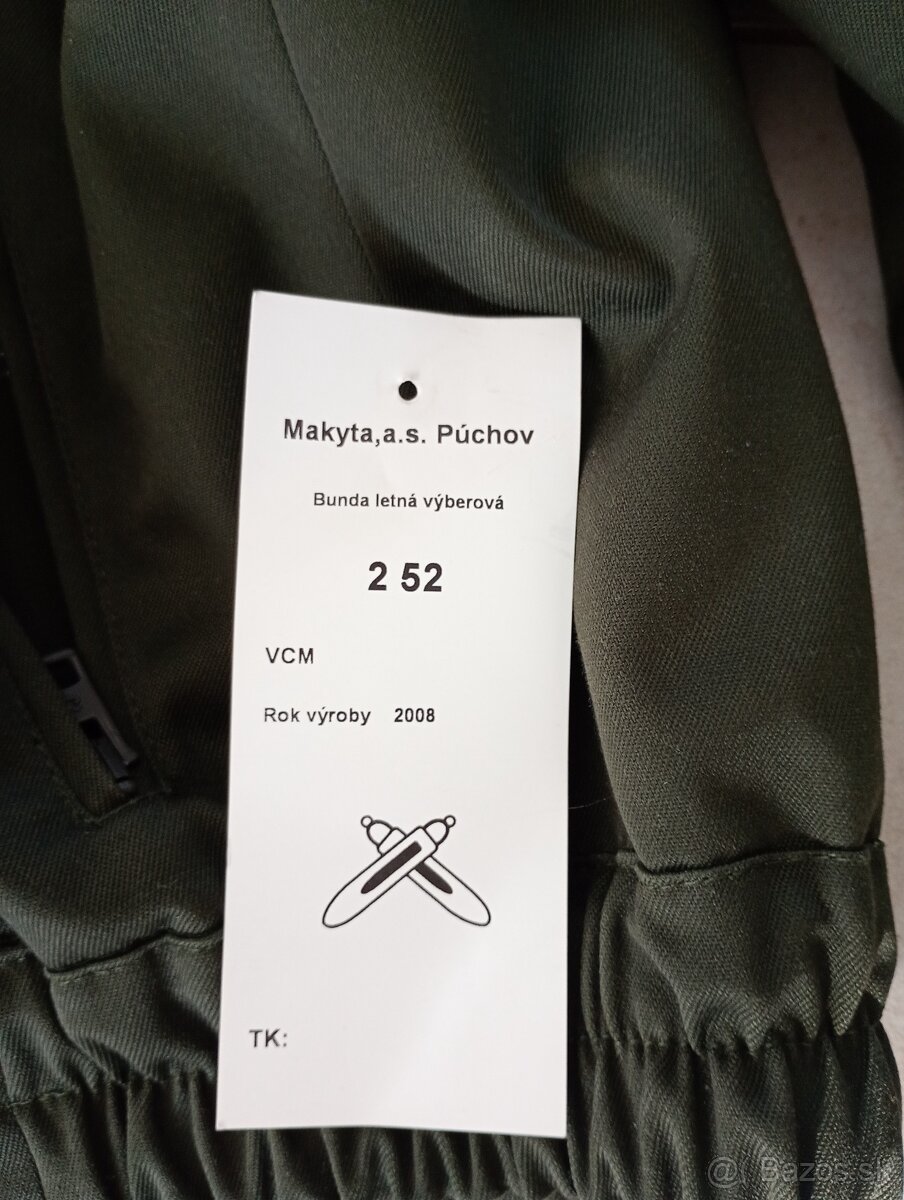 Makyta,a.s. Púchov
Bunda letná výberová
2 52
VCM
Rok výroby 2008
TK:
@ Bazos.sk